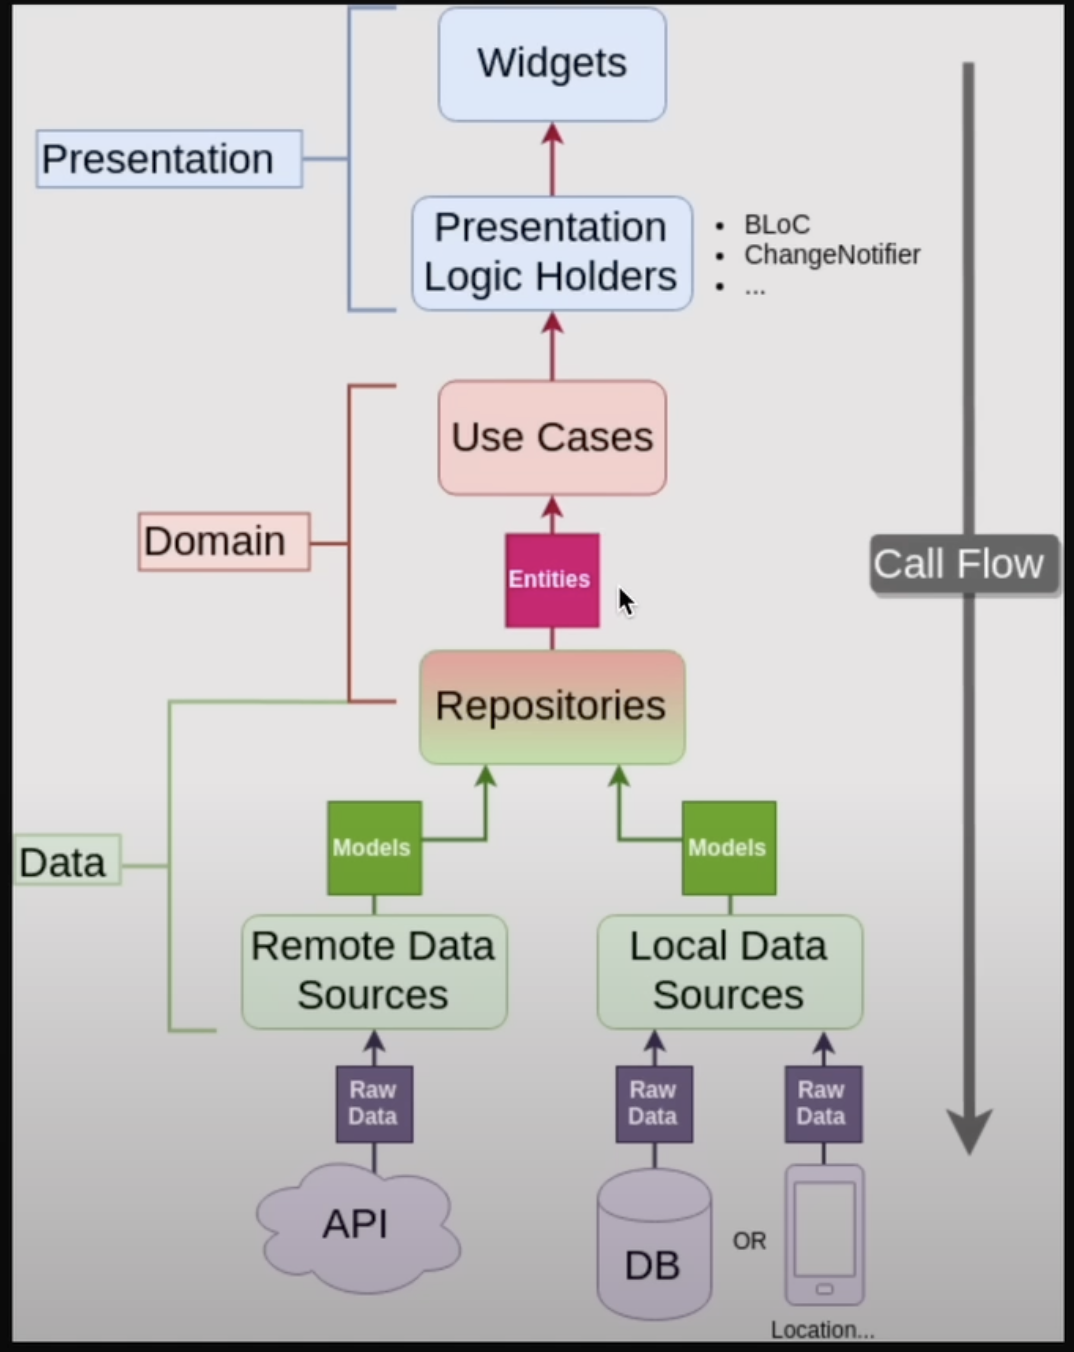 Widgets
Presentation
Presentation
Logic Holders
• BLoC
• ChangeNotifier
• ...
Use Cases
Domain
Entities
Call Flow
Repositories
Models
Models
Data
Remote Data
Sources
Local Data
Sources
Raw
Data
Raw
Data
Raw
Data
API
DB
OR
Location...